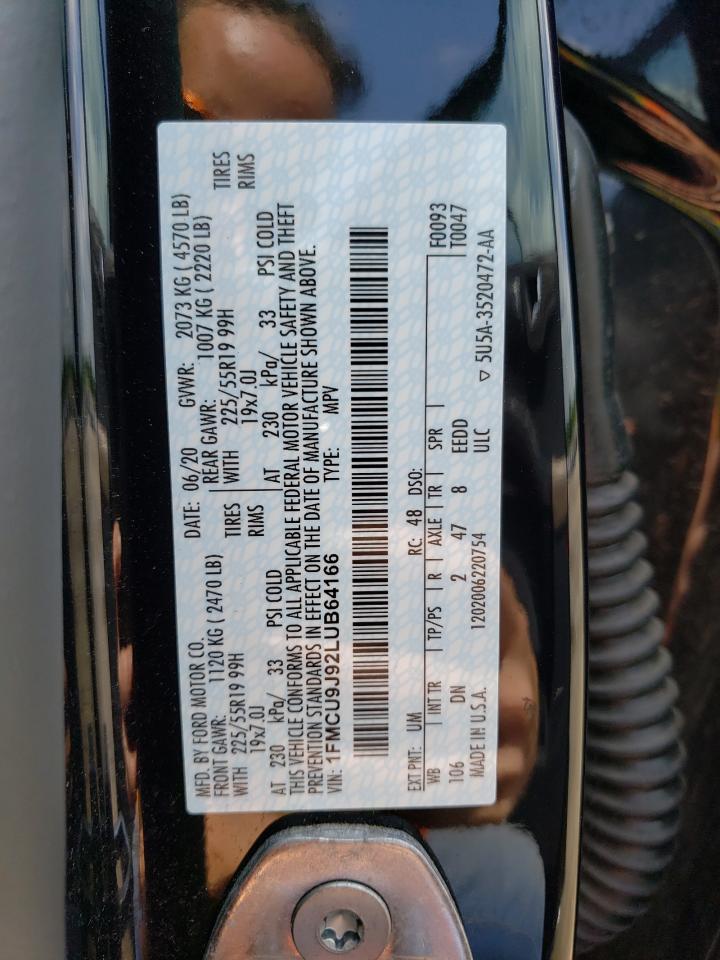 MFD. BY FORD MOTOR CO. DATE: 06/20 GVWR: 2073 KG ( 4570 LB)
FRONT GAWR: 1120 KG ( 2470 LB) REAR GAWR: 1007 KG ( 2220 LB)
WITH 225/55R19 99H TIRES WITH 225/55R19 99H TIRES
19x7.0J RIMS 19x7.0J RIMS
AT 230 kPa/ 33 PSI COLD AT 230 kPa/ 33 PSI COLD
THIS VEHICLE CONFORMS TO ALL APPLICABLE FEDERAL MOTOR VEHICLE SAFETY AND THEFT
PREVENTION STANDARDS IN EFFECT ON THE DATE OF MANUFACTURE SHOWN ABOVE.
VIN: 1FMCU9J92LUB64166 TYPE: MPV
EXT PNT: UM RC: 48 DSO: F0093
WB INT TR TP/PS R AXLE TR SPR T0047
106 DN 2 47 8 EEDD
MADE IN U.S.A. 1202006220754 ULC ▽ 5U5A-3520472-AA